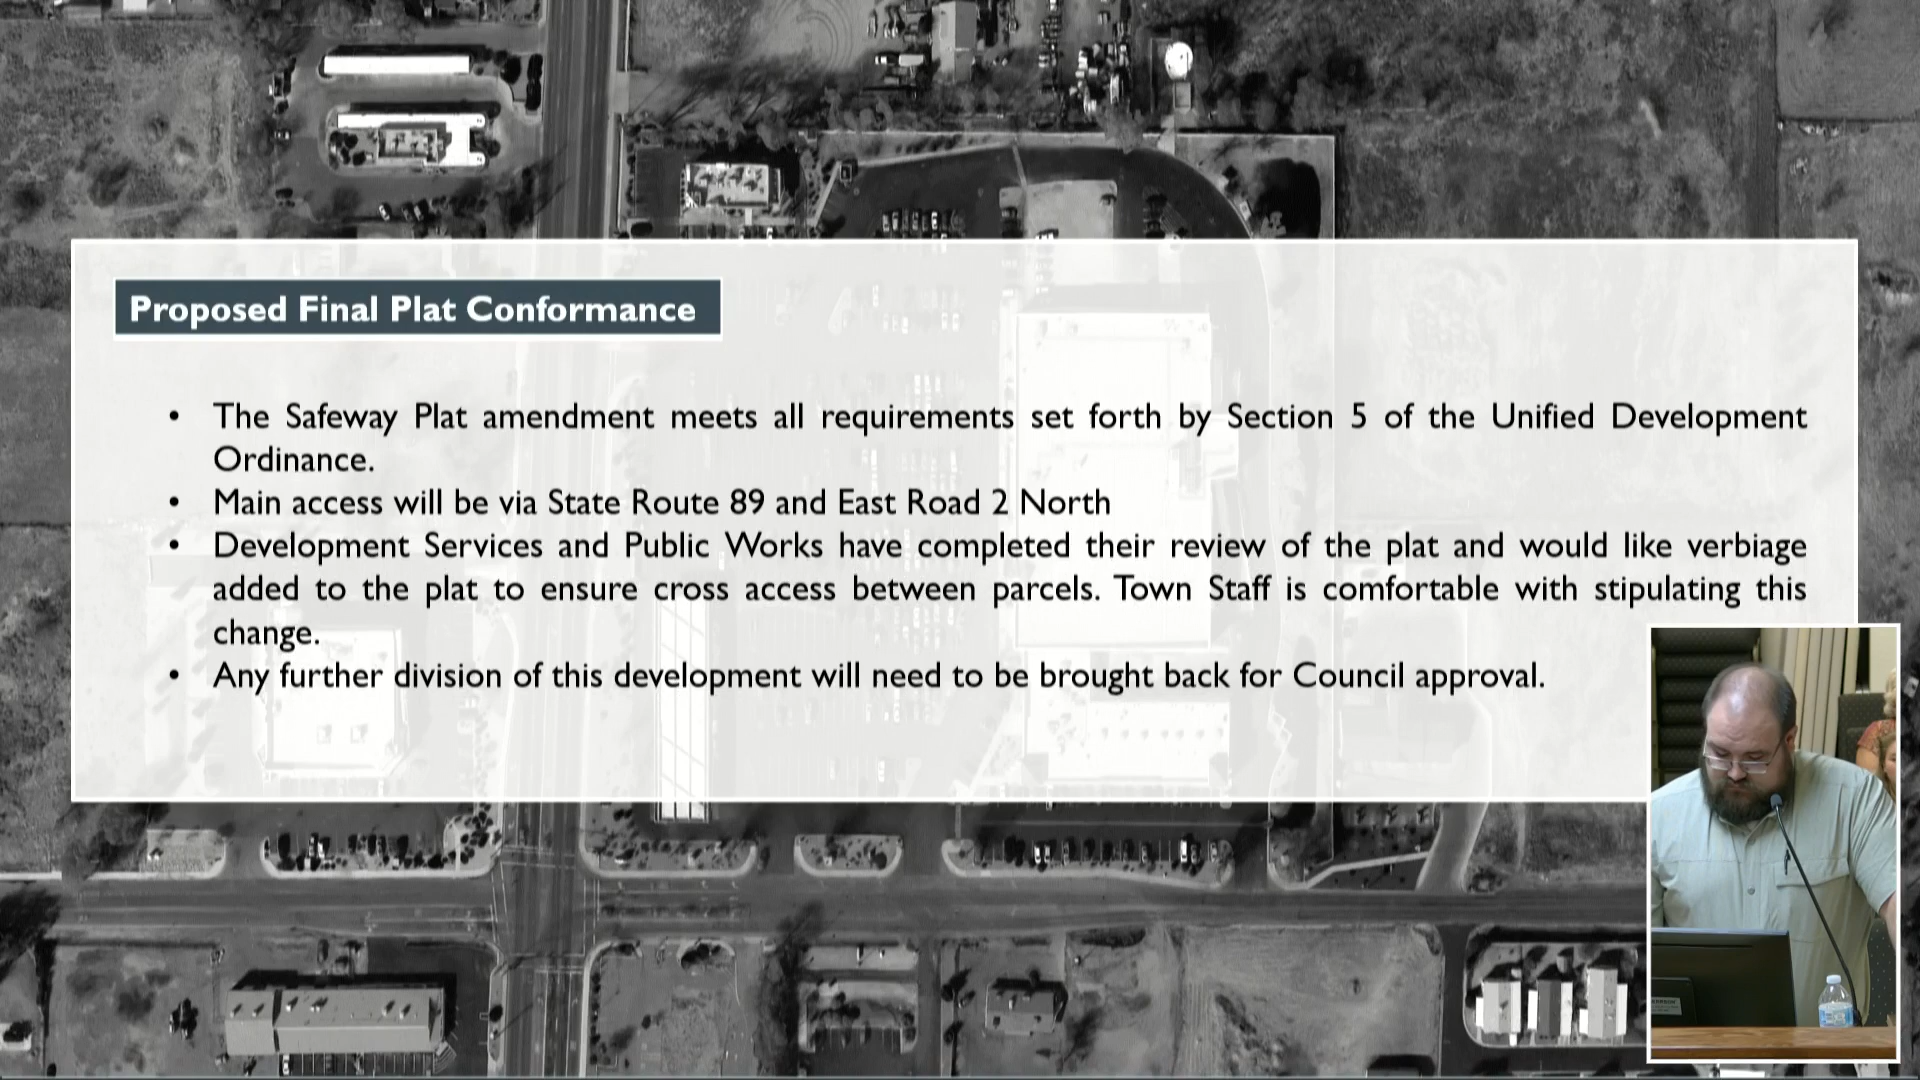 Proposed Final Plat Conformance
• The Safeway Plat amendment meets all requirements set forth by Section 5 of the Unified Development
Ordinance.
• Main access will be via State Route 89 and East Road 2 North
• Development Services and Public Works have completed their review of the plat and would like verbiage
added to the plat to ensure cross access between parcels. Town Staff is comfortable with stipulating this
change.
• Any further division of this development will need to be brought back for Council approval.